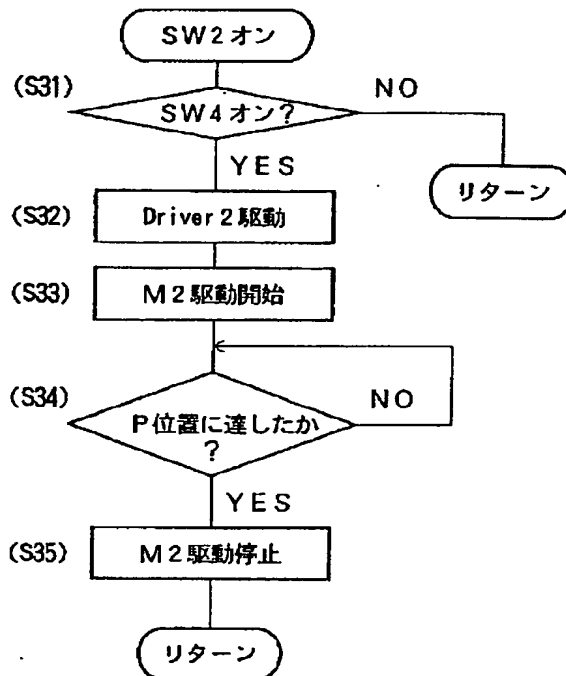 SW2オン
(S31)
SW4オン?
NO
YES
リターン
(S32)
Driver2駆動
(S33)
M2駆動開始
(S34)
P位置に達したか
?
NO
YES
(S35)
M2駆動停止
リターン